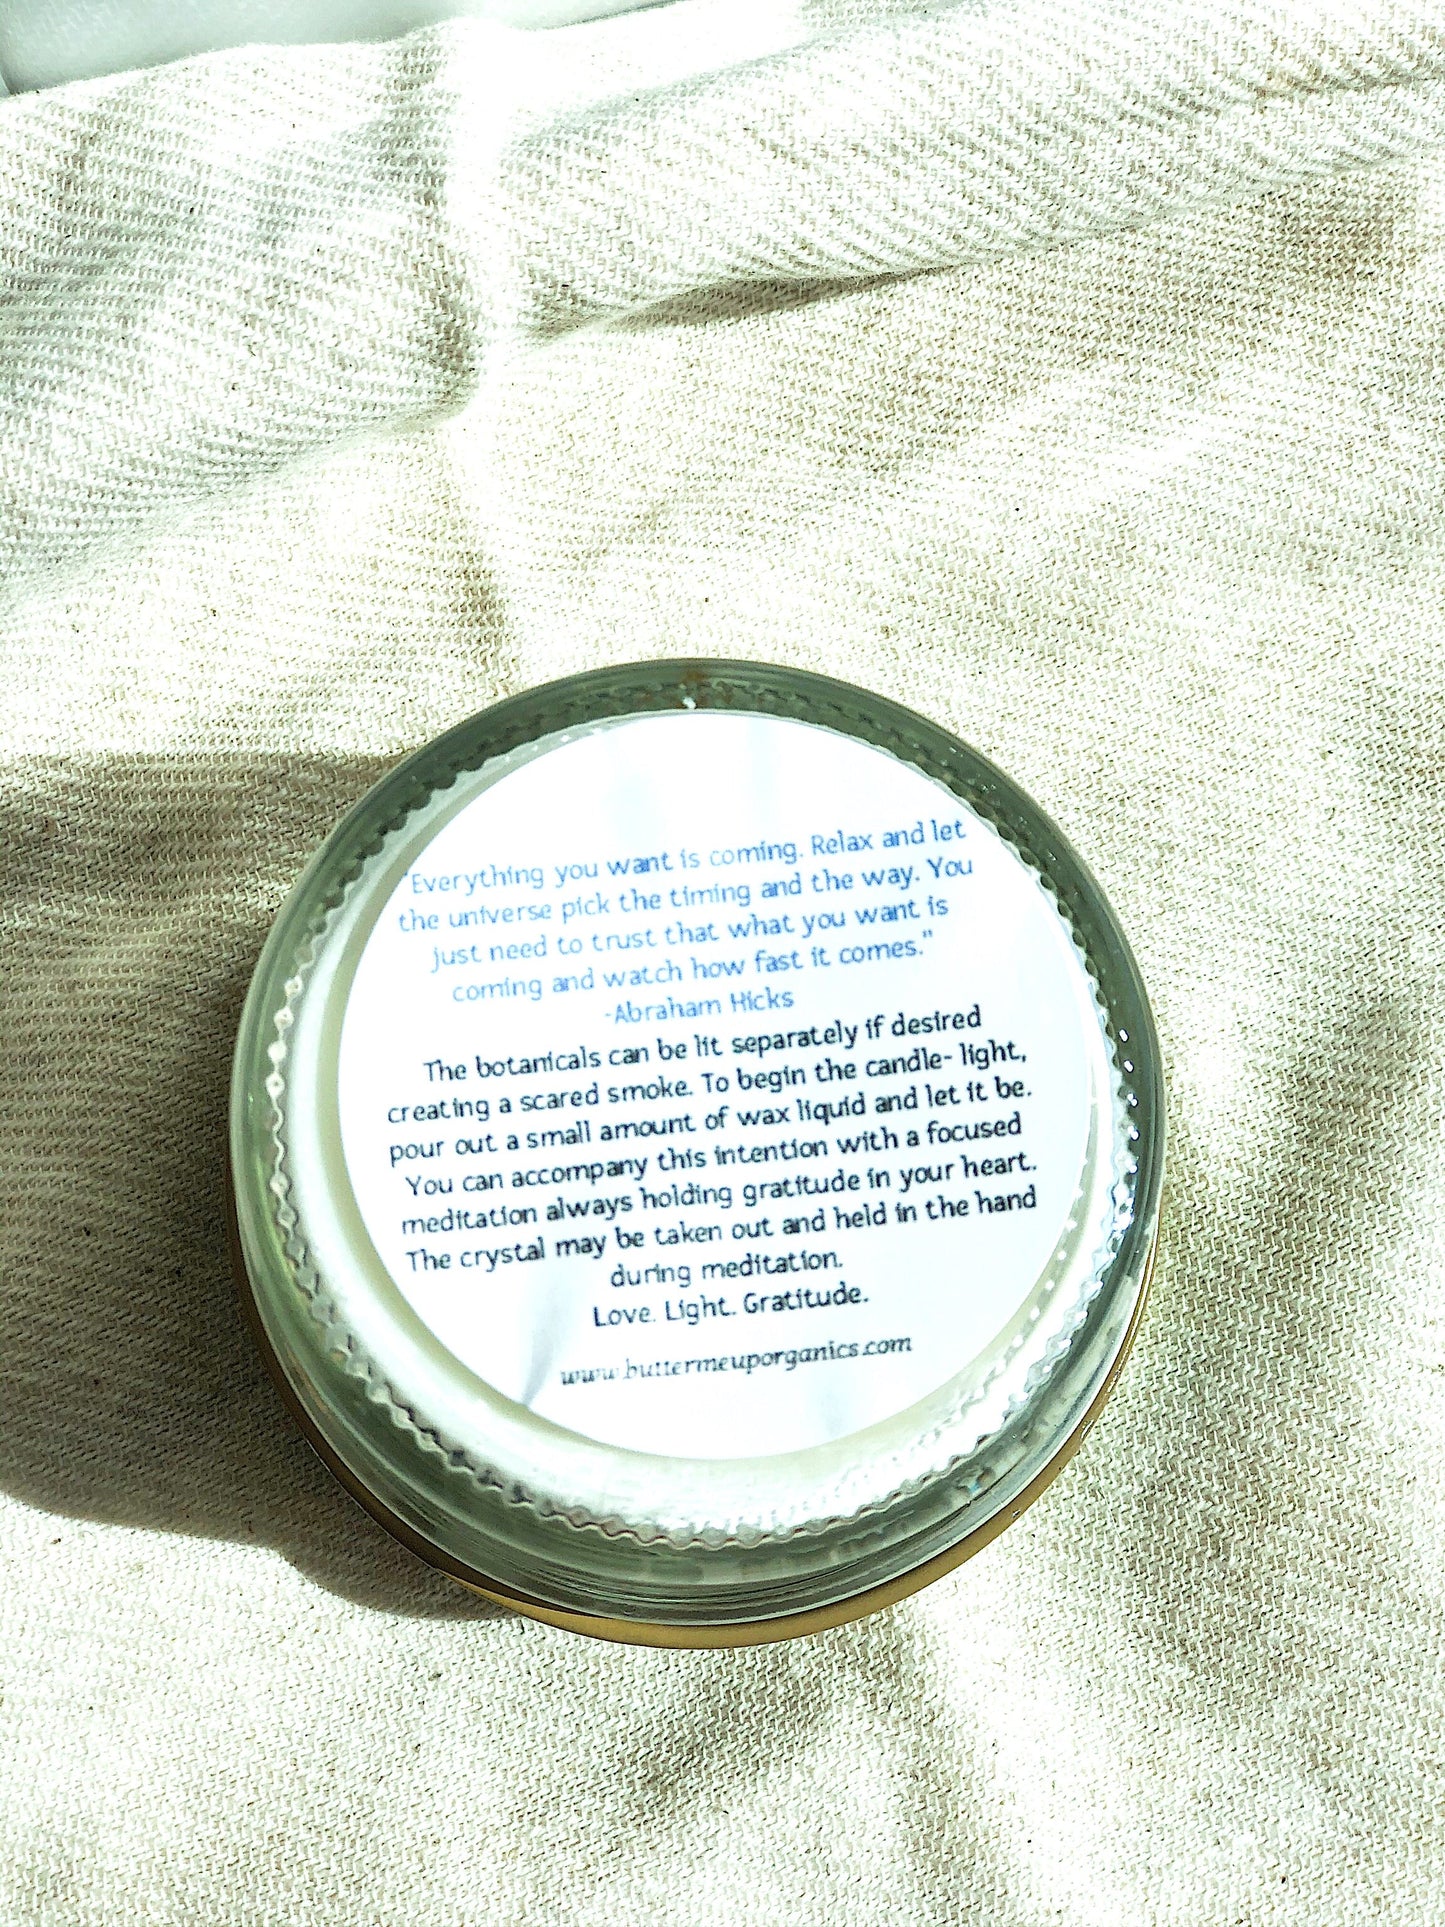 "Everything you want is coming. Relax and let
the universe pick the timing and the way. You
just need to trust that what you want is
coming and watch how fast it comes."
-Abraham Hicks
The botanicals can be lit separately if desired
creating a scared smoke. To begin the candle- light,
pour out a small amount of wax liquid and let it be.
You can accompany this intention with a focused
meditation always holding gratitude in your heart.
The crystal may be taken out and held in the hand
during meditation.
Love. Light. Gratitude.
www.buttermeuporganics.com